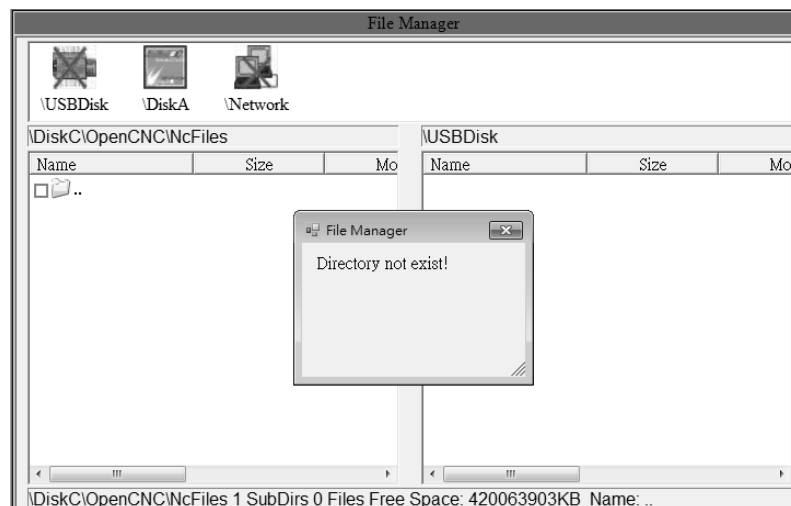 File Manager
\USBDisk \DiskA \Network
\DiskC\OpenCNC\NcFiles \USBDisk
Name Size Mo Name Size Mo
..
File Manager
Directory not exist!
\DiskC\OpenCNC\NcFiles 1 SubDirs 0 Files Free Space: 420063903KB Name: ..